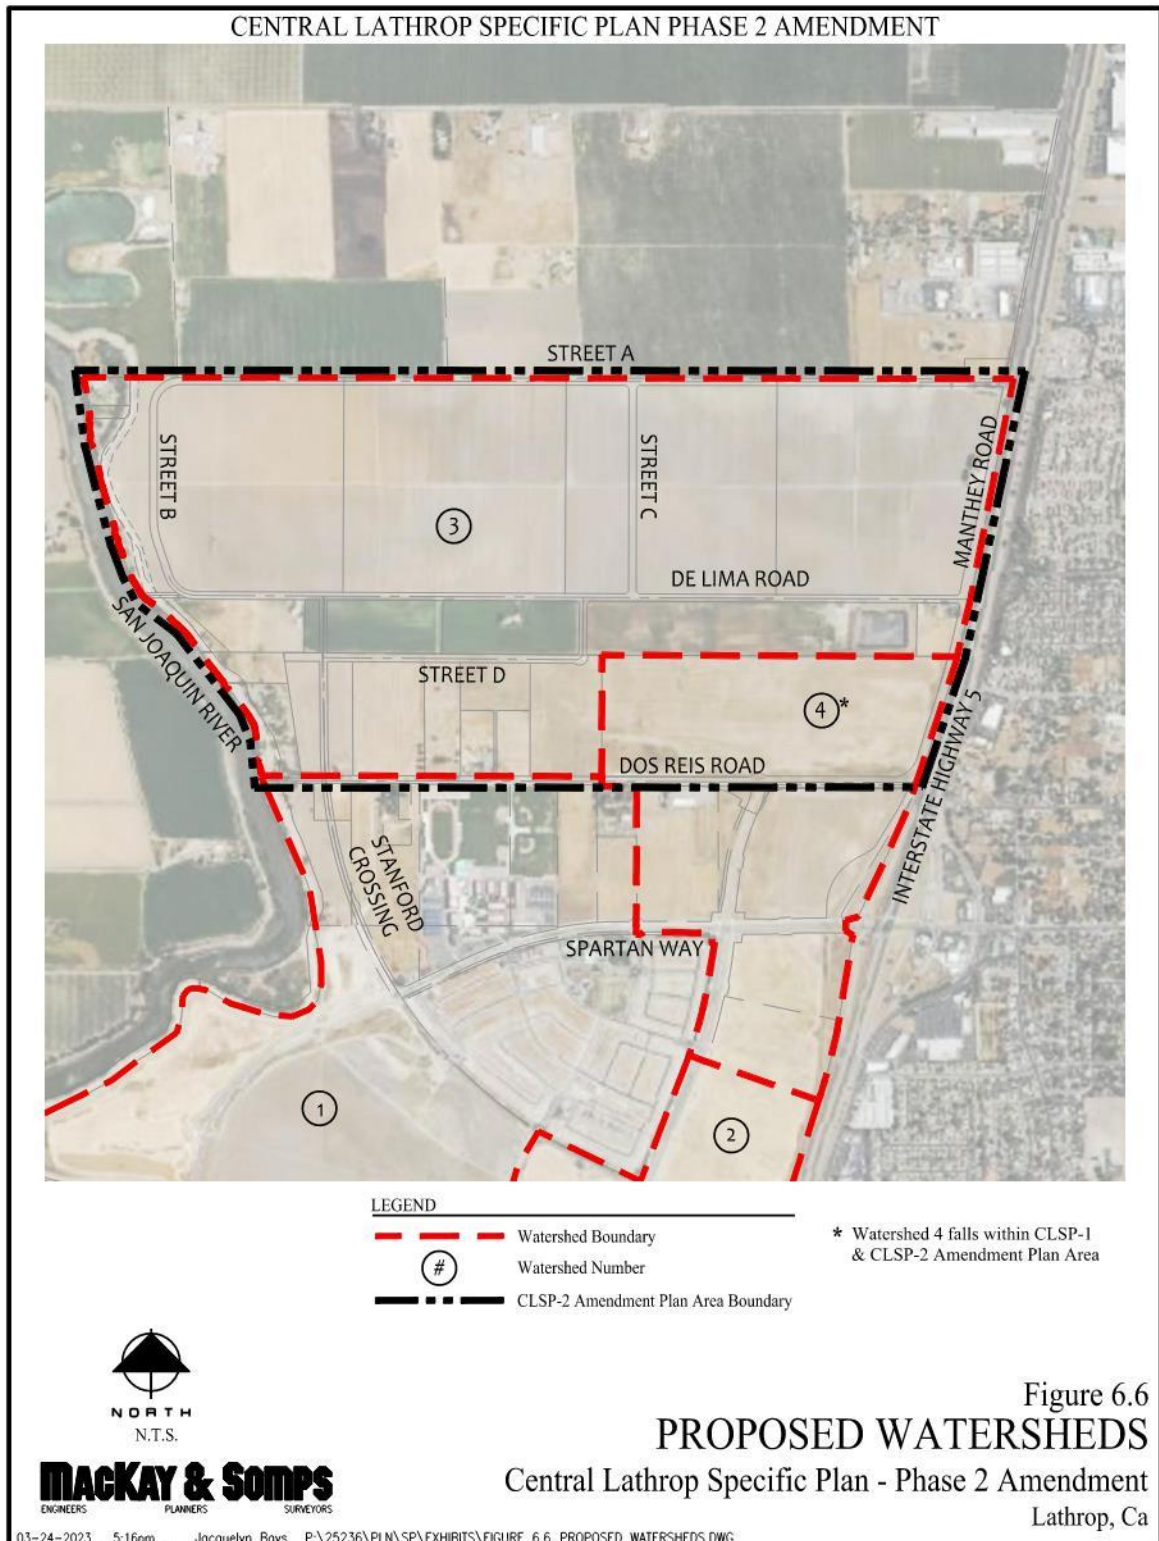 CENTRAL LATHROP SPECIFIC PLAN PHASE 2 AMENDMENT
STREET A
STREET B
STREET C
MANTHEY ROAD
3
DE LIMA ROAD
SAN JOAQUIN RIVER
STREET D
4*
DOS REIS ROAD
INTERSTATE HIGHWAY 5
STANFORD
CROSSING
SPARTAN WAY
1
2
LEGEND
Watershed Boundary
# Watershed Number
CLSP-2 Amendment Plan Area Boundary
* Watershed 4 falls within CLSP-1
& CLSP-2 Amendment Plan Area
NORTH
N.T.S.
Figure 6.6
PROPOSED WATERSHEDS
Central Lathrop Specific Plan - Phase 2 Amendment
Lathrop, Ca
MACKAY & SOMPS
ENGINEERS PLANNERS SURVEYORS
03-24-2023 5:16pm Jacquelyn Bays P:\25236\PLN\SP\EXHIBITS\FIGURE 6.6 PROPOSED WATERSHEDS.DWG